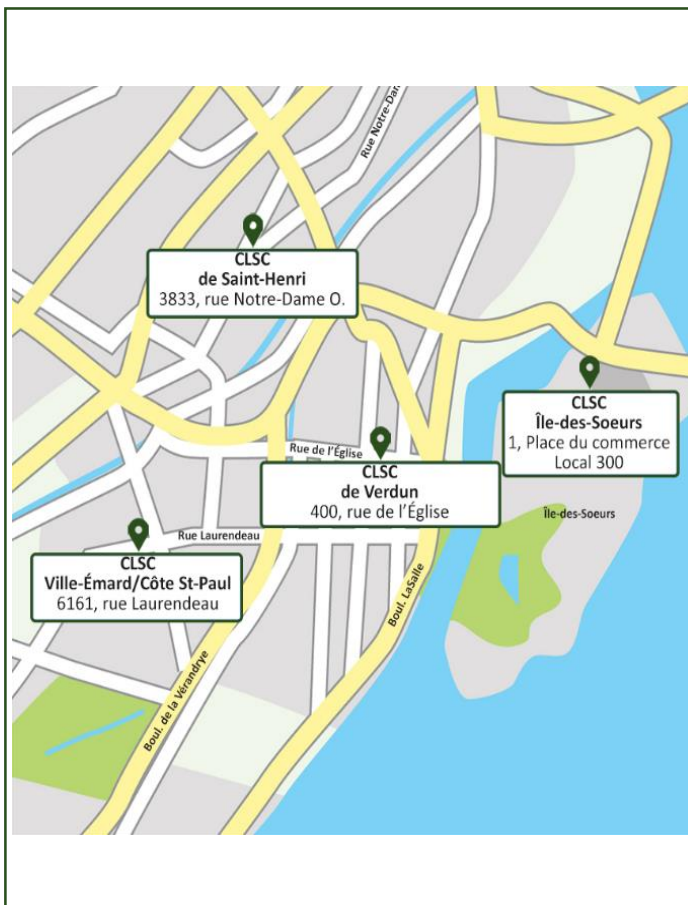 Rue Notre-Dam
CLSC
de Saint-Henri
3833, rue Notre-Dame O.
CLSC
Île-des-Soeurs
1, Place du commerce
Local 300
Rue de l'Église
CLSC
de Verdun
400, rue de l'Église
Île-des-Soeurs
Rue Laurendeau
CLSC
Ville-Émard/Côte St-Paul
6161, rue Laurendeau
Boul. LaSalle
Boul. de la Vérandrye